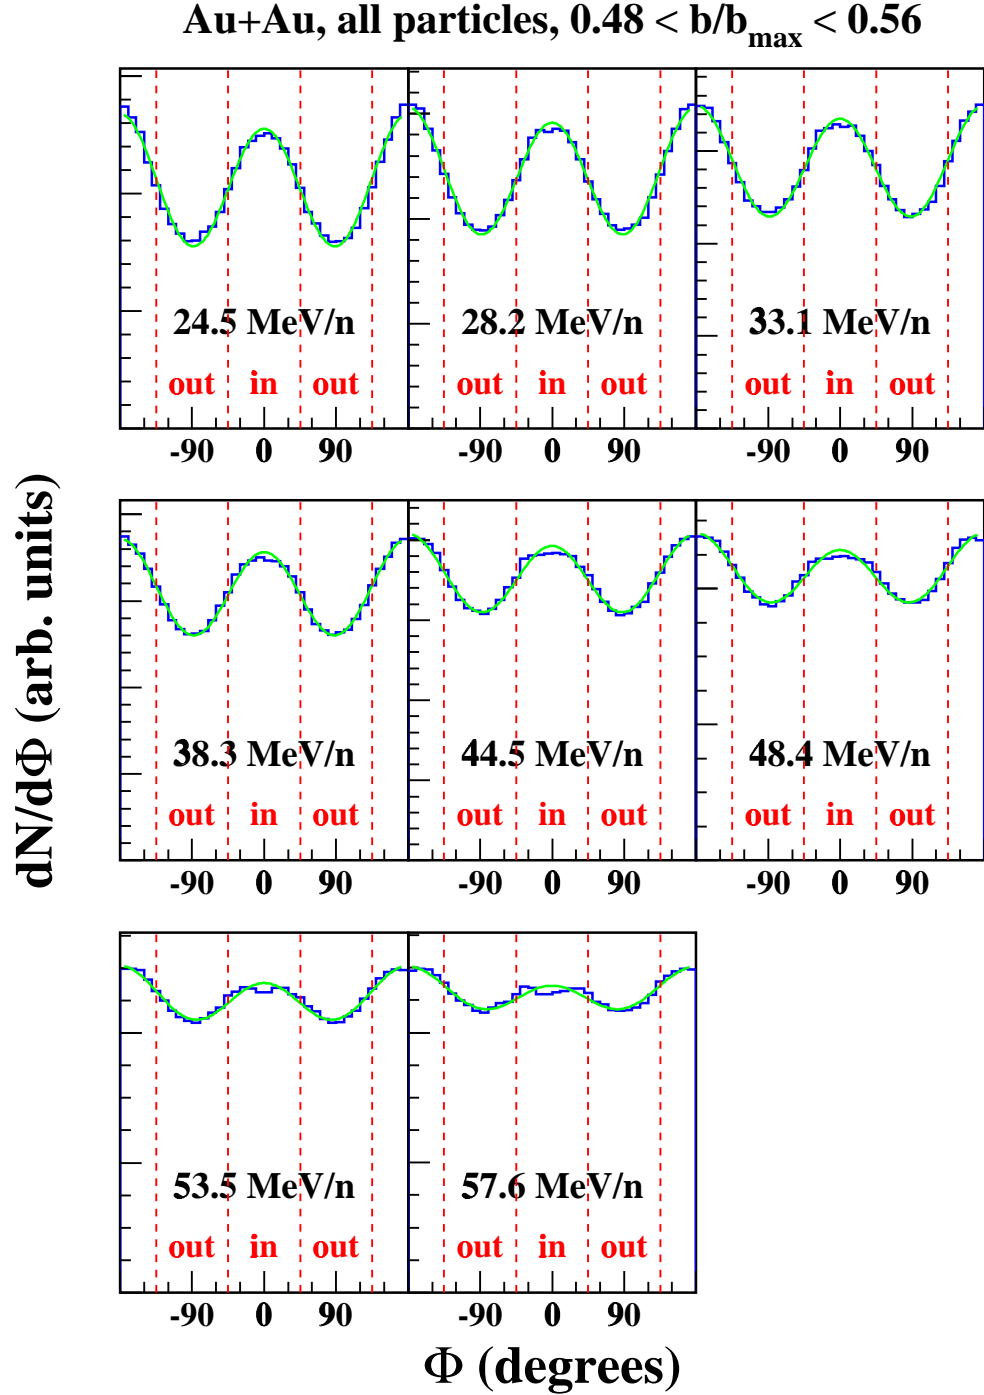 Au+Au, all particles, 0.48 < b/b_max < 0.56
24.5 MeV/n
28.2 MeV/n
33.1 MeV/n
out in out
out in out
out in out
-90 0 90
-90 0 90
-90 0 90
dN/dΦ (arb. units)
38.3 MeV/n
44.5 MeV/n
48.4 MeV/n
out in out
out in out
out in out
-90 0 90
-90 0 90
-90 0 90
53.5 MeV/n
57.6 MeV/n
out in out
out in out
-90 0 90
-90 0 90
Φ (degrees)